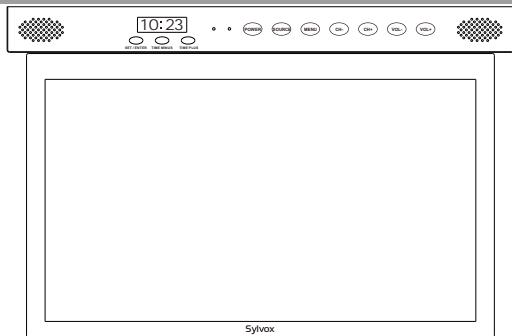 10:23
POWER SOURCE MENU CH- CH+ VOL- VOL+
SET / ENTER TIME MINUS TIME PLUS
Sylvox